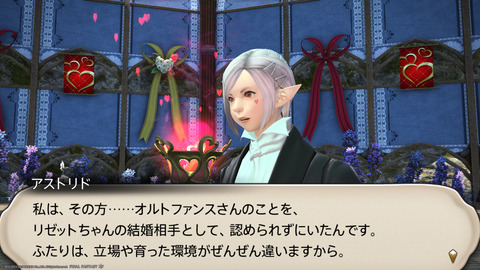 アストリド
私は、その方……オルトファンスさんのことを、
リゼットちゃんの結婚相手として、認められずにいたんです。
ふたりは、立場や育った環境がぜんぜん違いますから。